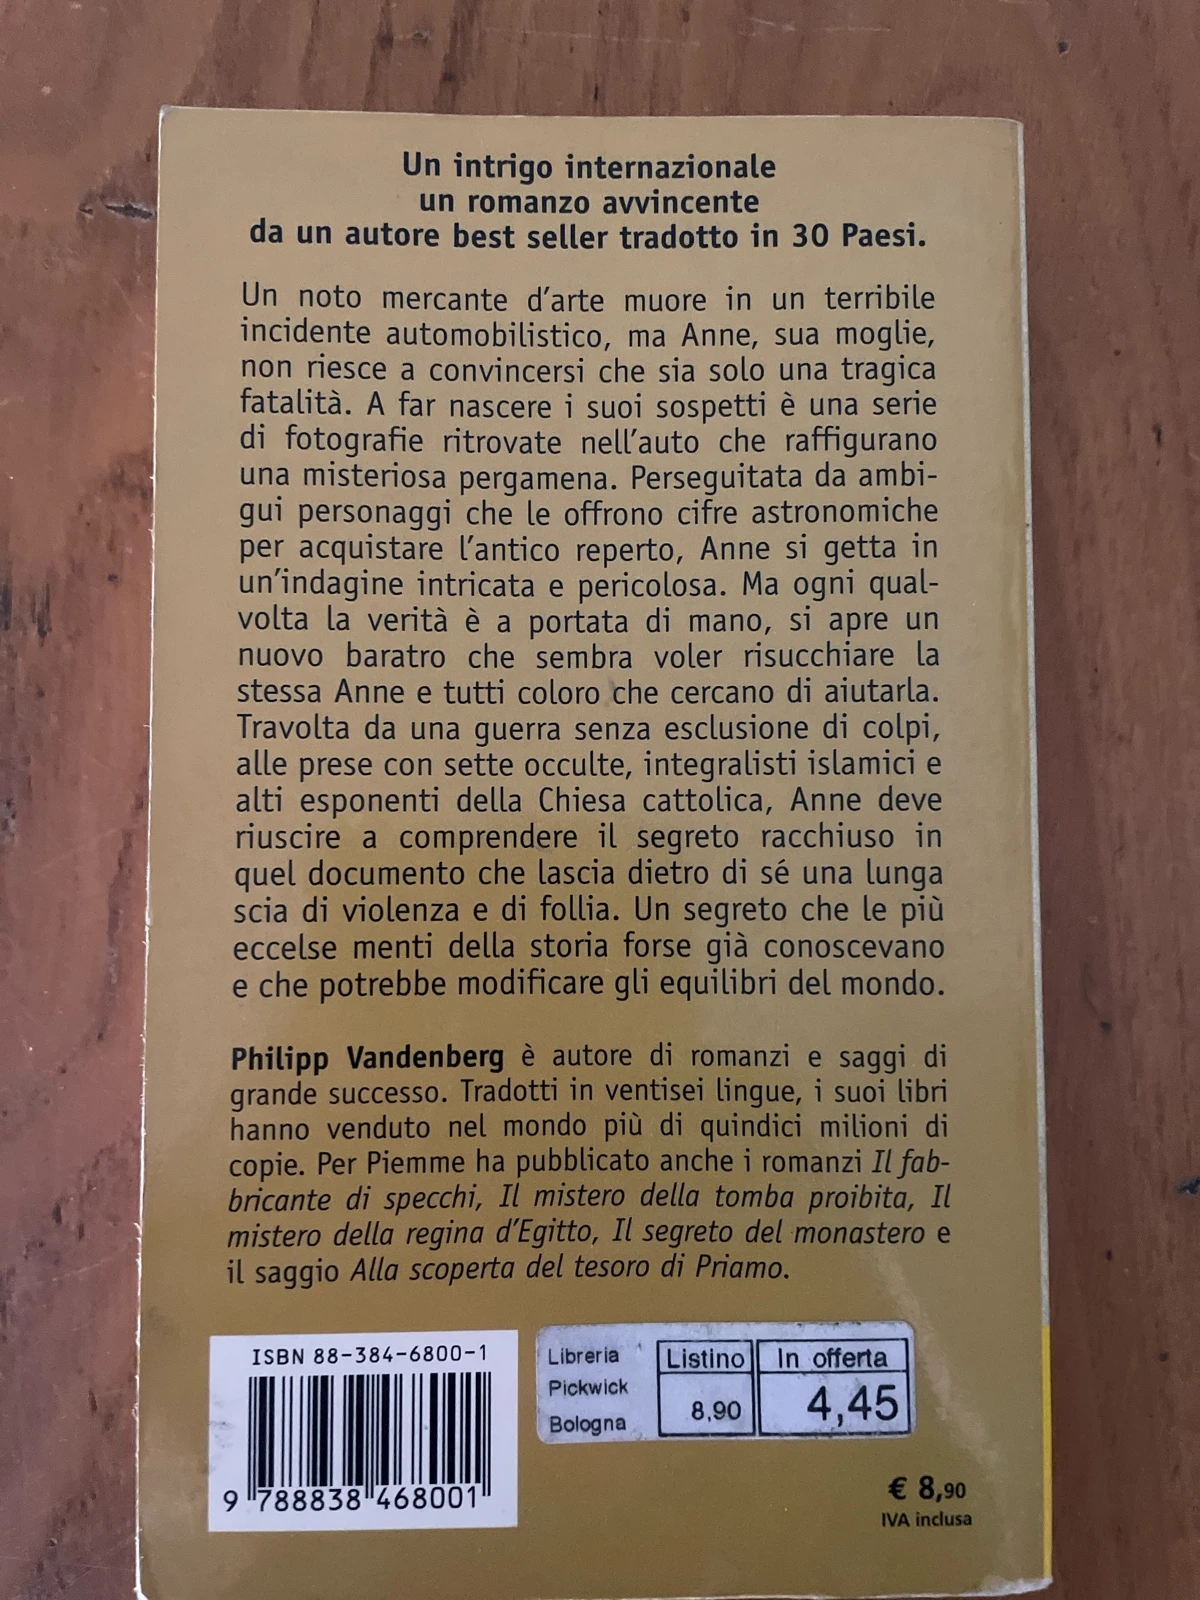 Un intrigo internazionale
un romanzo avvincente
da un autore best seller tradotto in 30 Paesi.
Un noto mercante d'arte muore in un terribile
incidente automobilistico, ma Anne, sua moglie,
non riesce a convincersi che sia solo una tragica
fatalità. A far nascere i suoi sospetti è una serie
di fotografie ritrovate nell'auto che raffigurano
una misteriosa pergamena. Perseguitata da ambi-
gui personaggi che le offrono cifre astronomiche
per acquistare l'antico reperto, Anne si getta in
un'indagine intricata e pericolosa. Ma ogni qual-
volta la verità è a portata di mano, si apre un
nuovo baratro che sembra voler risucchiare la
stessa Anne e tutti coloro che cercano di aiutarla.
Travolta da una guerra senza esclusione di colpi,
alle prese con sette occulte, integralisti islamici e
alti esponenti della Chiesa cattolica, Anne deve
riuscire a comprendere il segreto racchiuso in
quel documento che lascia dietro di sé una lunga
scia di violenza e di follia. Un segreto che le più
eccelse menti della storia forse già conoscevano
e che potrebbe modificare gli equilibri del mondo.
Philipp Vandenberg è autore di romanzi e saggi di
grande successo. Tradotti in ventisei lingue, i suoi libri
hanno venduto nel mondo più di quindici milioni di
copie. Per Piemme ha pubblicato anche i romanzi Il fab-
bricante di specchi, Il mistero della tomba proibita, Il
mistero della regina d'Egitto, Il segreto del monastero e
il saggio Alla scoperta del tesoro di Priamo.
ISBN 88-384-6800-1
9 788838 468001
Libreria
Pickwick
Bologna
Listino
8,90
In offerta
4,45
€ 8,90
IVA inclusa